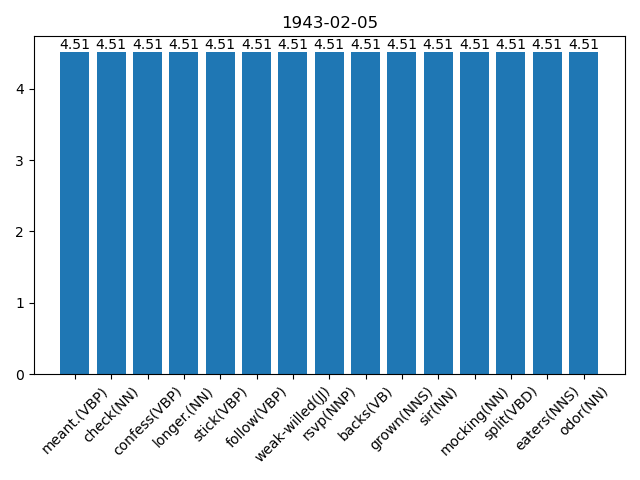 1943-02-05
4.51 4.51 4.51 4.51 4.51 4.51 4.51 4.51 4.51 4.51 4.51 4.51 4.51 4.51 4.51
4
3
2
1
0
meant.(VBP)
check(NN)
confess(VBP)
longer.(NN)
stick(VBP)
follow(VBP)
weak-willed(JJ)
rsvp(NNP)
backs(VB)
grown(NNS)
sir(NN)
mocking(NN)
split(VBD)
eaters(NNS)
odor(NN)